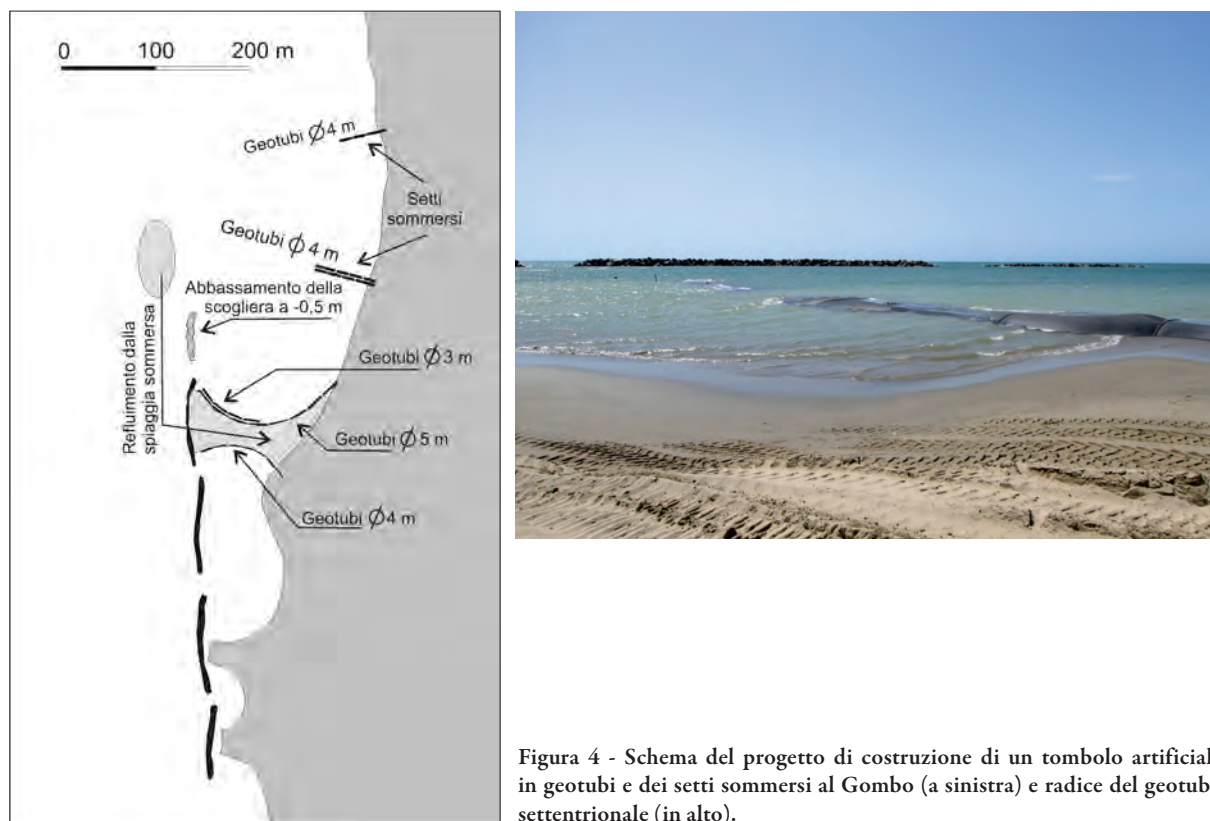 0 100 200 m
Geotubi Ø 4 m
Setti
sommersi
Geotubi Ø 4 m
Abbassamento della
scogliera a -0,5 m
Refluimento dalla
spiaggia sommersa
Geotubi Ø 3 m
Geotubi Ø 5 m
Geotubi Ø 4 m
Figura 4 - Schema del progetto di costruzione di un tombolo artificial
in geotubi e dei setti sommersi al Gombo (a sinistra) e radice del geotub
settentrionale (in alto).